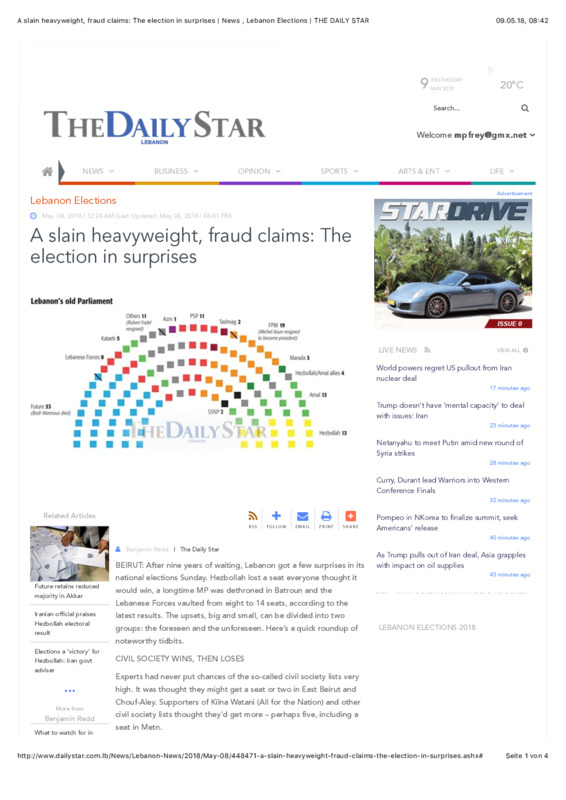 A slain heavyweight, fraud claims: The election in surprises | News , Lebanon Elections | THE DAILY STAR
09.05.18, 08:42
9 WEDNESDAY
MAY 2018
20°C
Search...
THE DAILY STAR
LEBANON
Welcome mpfrey@gmx.net
NEWS
BUSINESS
OPINION
SPORTS
ARTS & ENT
LIFE
Lebanon Elections
May. 08, 2018 | 12:24 AM (Last Updated: May 08, 2018 | 08:01 PM)
A slain heavyweight, fraud claims: The
election in surprises
Lebanon's old Parliament
Others 11
(Robert Fadel
resigned)
Azm 1
PSP 11
Tashnag 2
FPM 19
(Michel Aoun resigned
to become president)
Kataeb 5
Lebanese Forces 8
Marada 3
Hezbollah/Amal allies 4
Amal 13
Future 33
(Badr Wannous died)
SSNP 2
Hezbollah 13
THE DAILY STAR
Related Articles
Future retains reduced
majority in Akkar
Iranian official praises
Hezbollah electoral
result
Elections a 'victory' for
Hezbollah: Iran govt
adviser
More from
Benjamin Redd
What to watch for in
RSS
FOLLOW
EMAIL
PRINT
SHARE
Benjamin Redd | The Daily Star
BEIRUT: After nine years of waiting, Lebanon got a few surprises in its
national elections Sunday. Hezbollah lost a seat everyone thought it
would win, a longtime MP was dethroned in Batroun and the
Lebanese Forces vaulted from eight to 14 seats, according to the
latest results. The upsets, big and small, can be divided into two
groups: the foreseen and the unforeseen. Here's a quick roundup of
noteworthy tidbits.
CIVIL SOCIETY WINS, THEN LOSES
Experts had never put chances of the so-called civil society lists very
high. It was thought they might get a seat or two in East Beirut and
Chouf-Aley. Supporters of Kilna Watani (All for the Nation) and other
civil society lists thought they'd get more – perhaps five, including a
seat in Metn.
Advertisement
STARDRIVE
ISSUE 0
LIVE NEWS
VIEW ALL
World powers regret US pullout from Iran
nuclear deal
17 minutes ago
Trump doesn't have 'mental capacity' to deal
with issues: Iran
23 minutes ago
Netanyahu to meet Putin amid new round of
Syria strikes
28 minutes ago
Curry, Durant lead Warriors into Western
Conference Finals
32 minutes ago
Pompeo in NKorea to finalize summit, seek
Americans' release
40 minutes ago
As Trump pulls out of Iran deal, Asia grapples
with impact on oil supplies
43 minutes ago
LEBANON ELECTIONS 2018
http://www.dailystar.com.lb/News/Lebanon-News/2018/May-08/448471-a-slain-heavyweight-fraud-claims-the-election-in-surprises.ashx#
Seite 1 von 4